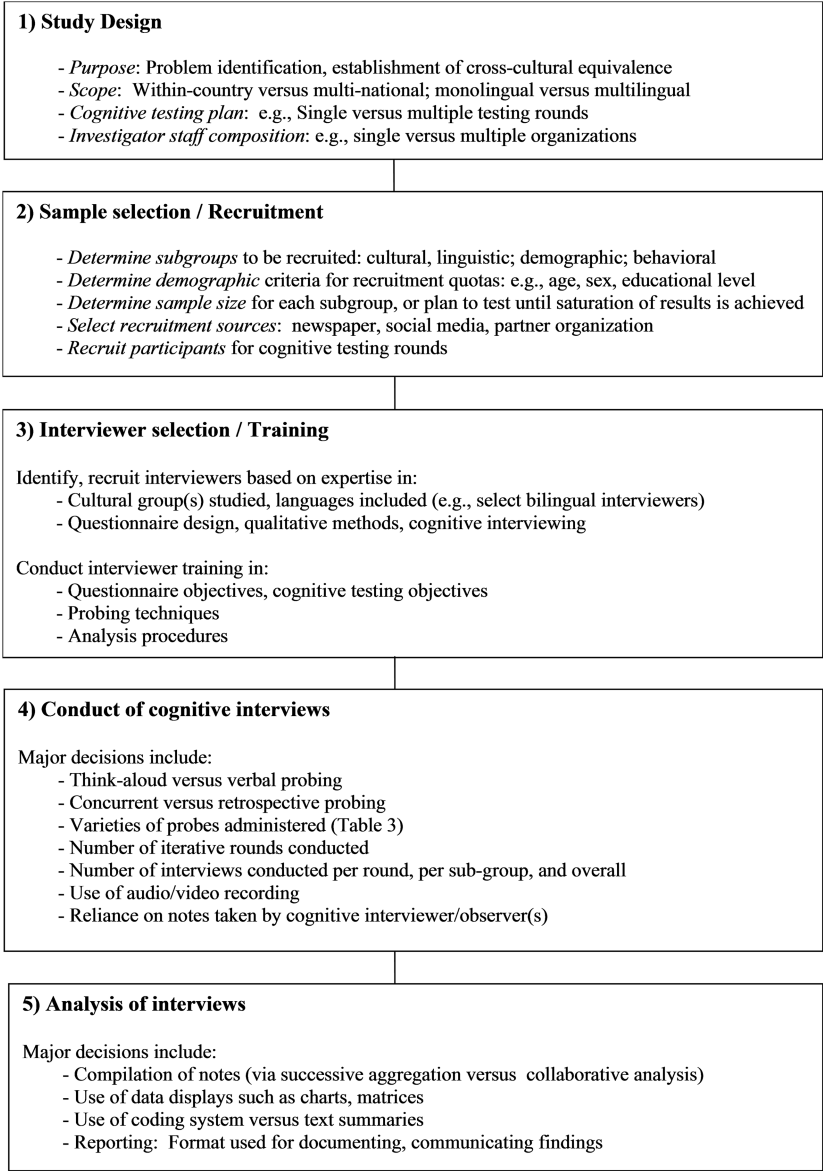 1) Study Design
- Purpose: Problem identification, establishment of cross-cultural equivalence
- Scope: Within-country versus multi-national; monolingual versus multilingual
- Cognitive testing plan: e.g., Single versus multiple testing rounds
- Investigator staff composition: e.g., single versus multiple organizations
2) Sample selection / Recruitment
- Determine subgroups to be recruited: cultural, linguistic; demographic; behavioral
- Determine demographic criteria for recruitment quotas: e.g., age, sex, educational level
- Determine sample size for each subgroup, or plan to test until saturation of results is achieved
- Select recruitment sources: newspaper, social media, partner organization
- Recruit participants for cognitive testing rounds
3) Interviewer selection / Training
Identify, recruit interviewers based on expertise in:
- Cultural group(s) studied, languages included (e.g., select bilingual interviewers)
- Questionnaire design, qualitative methods, cognitive interviewing
Conduct interviewer training in:
- Questionnaire objectives, cognitive testing objectives
- Probing techniques
- Analysis procedures
4) Conduct of cognitive interviews
Major decisions include:
- Think-aloud versus verbal probing
- Concurrent versus retrospective probing
- Varieties of probes administered (Table 3)
- Number of iterative rounds conducted
- Number of interviews conducted per round, per sub-group, and overall
- Use of audio/video recording
- Reliance on notes taken by cognitive interviewer/observer(s)
5) Analysis of interviews
Major decisions include:
- Compilation of notes (via successive aggregation versus collaborative analysis)
- Use of data displays such as charts, matrices
- Use of coding system versus text summaries
- Reporting: Format used for documenting, communicating findings